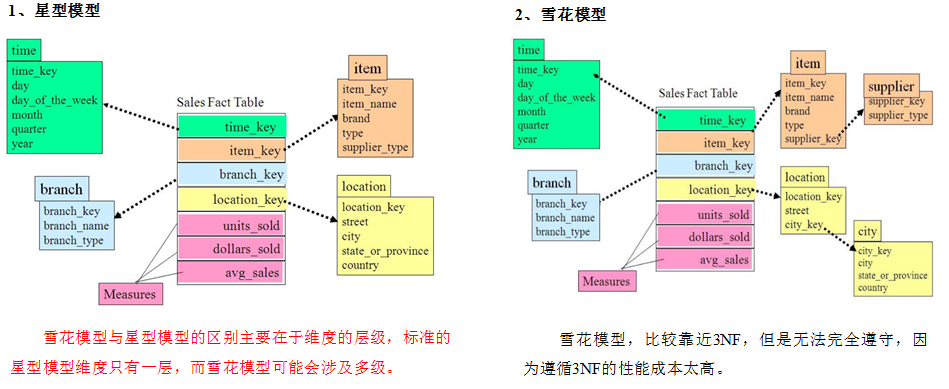 1、星型模型
time
time_key
day
day_of_the_week
month
quarter
year
Sales Fact Table
time_key
item_key
branch_key
location_key
units_sold
dollars_sold
avg_sales
Measures
item
item_key
item_name
brand
type
supplier_type
branch
branch_key
branch_name
branch_type
location
location_key
street
city
state_or_province
country
雪花模型与星型模型的区别主要在于维度的层级，标准的
星型模型维度只有一层，而雪花模型可能会涉及多级。
2、雪花模型
time
time_key
day
day_of_the_week
month
quarter
year
Sales Fact Table
time_key
item_key
branch_key
location_key
units_sold
dollars_sold
avg_sales
Measures
item
item_key
item_name
brand
type
supplier_key
supplier
supplier_key
supplier_type
branch
branch_key
branch_name
branch_type
location
location_key
street
city_key
city
city_key
city
state_or_province
country
雪花模型，比较靠近3NF，但是无法完全遵守，因
为遵循3NF的性能成本太高。